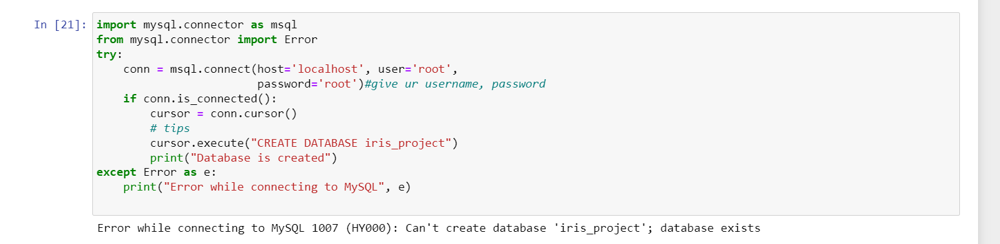 In [21]: import mysql.connector as msql
from mysql.connector import Error
try:
    conn = msql.connect(host='localhost', user='root',
                        password='root')#give ur username, password
    if conn.is_connected():
        cursor = conn.cursor()
        # tips
        cursor.execute("CREATE DATABASE iris_project")
        print("Database is created")
except Error as e:
    print("Error while connecting to MySQL", e)
Error while connecting to MySQL 1007 (HY000): Can't create database 'iris_project'; database exists